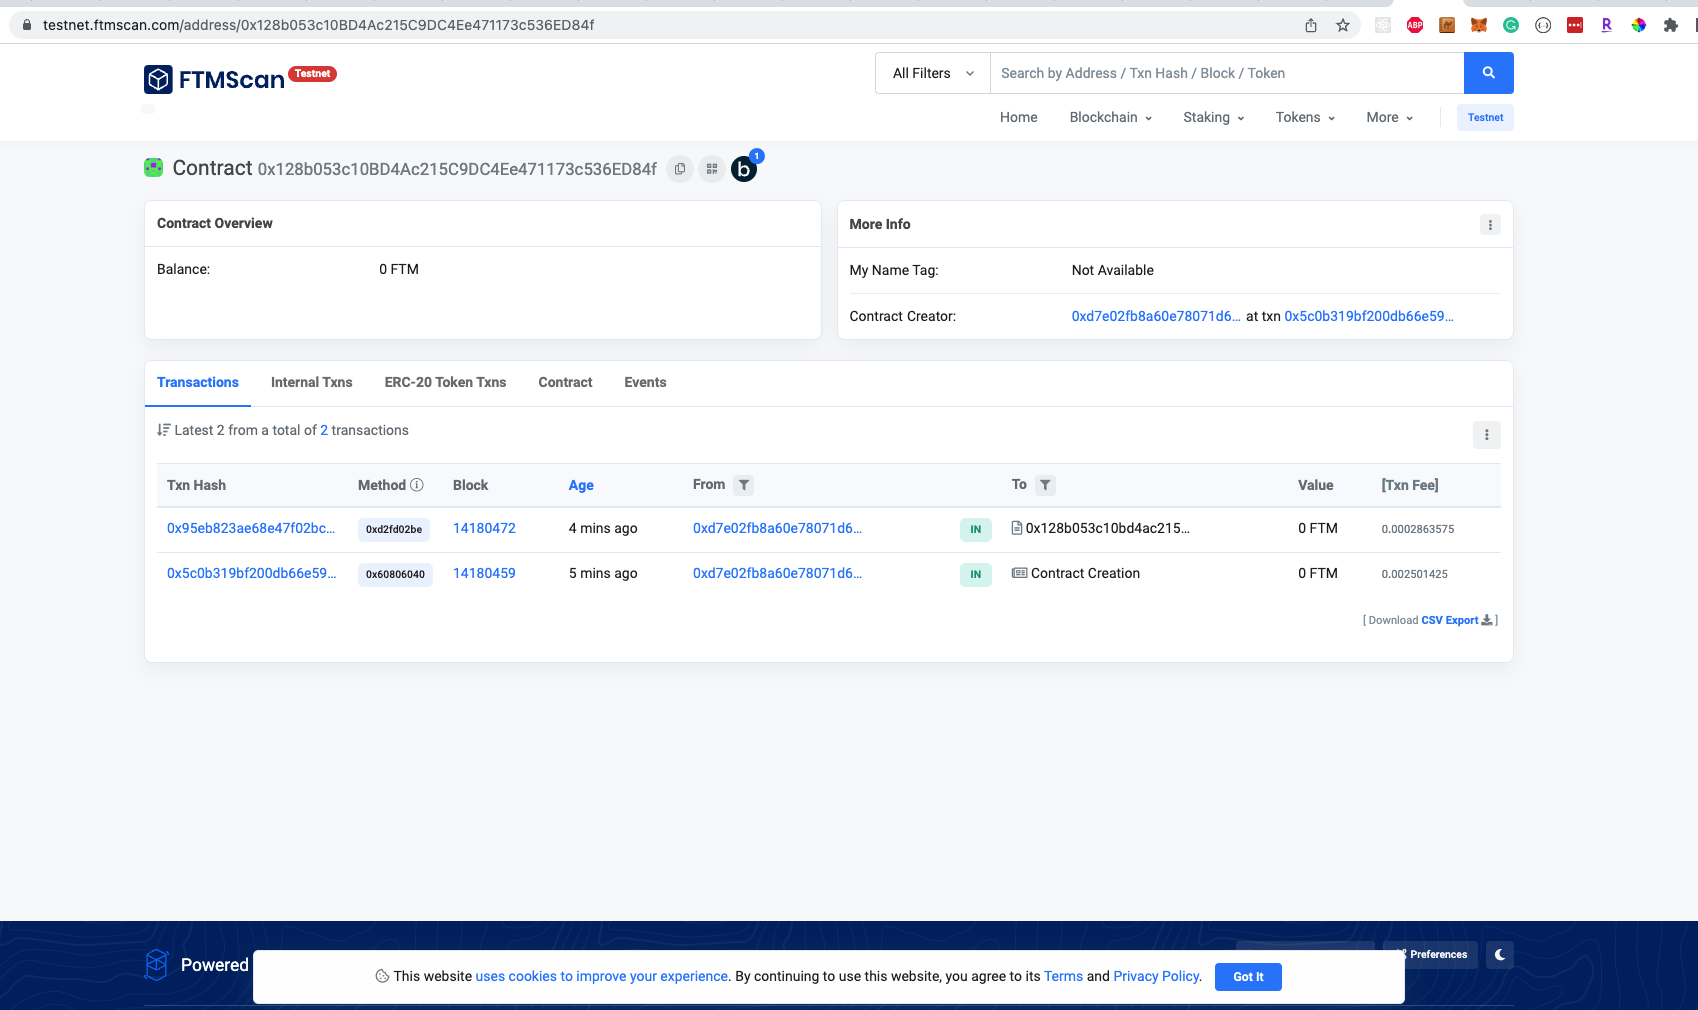 testnet.ftmscan.com/address/0x128b053c10BD4Ac215C9DC4Ee471173c536ED84f
ABP
FTMScan Testnet
All Filters Search by Address / Txn Hash / Block / Token
Home Blockchain Staking Tokens More Testnet
Contract 0x128b053c10BD4Ac215C9DC4Ee471173c536ED84f b 1
Contract Overview
Balance: 0 FTM
More Info
My Name Tag: Not Available
Contract Creator: 0xd7e02fb8a60e78071d6... at txn 0x5c0b319bf200db66e59...
Transactions Internal Txns ERC-20 Token Txns Contract Events
Latest 2 from a total of 2 transactions
Txn Hash Method Block Age From To Value [Txn Fee]
0x95eb823ae68e47f02bc... 0xd2fd02be 14180472 4 mins ago 0xd7e02fb8a60e78071d6... IN 0x128b053c10bd4ac215... 0 FTM 0.0002863575
0x5c0b319bf200db66e59... 0x60806040 14180459 5 mins ago 0xd7e02fb8a60e78071d6... IN Contract Creation 0 FTM 0.002501425
[ Download CSV Export ]
Powered
Preferences
This website uses cookies to improve your experience. By continuing to use this website, you agree to its Terms and Privacy Policy. Got It